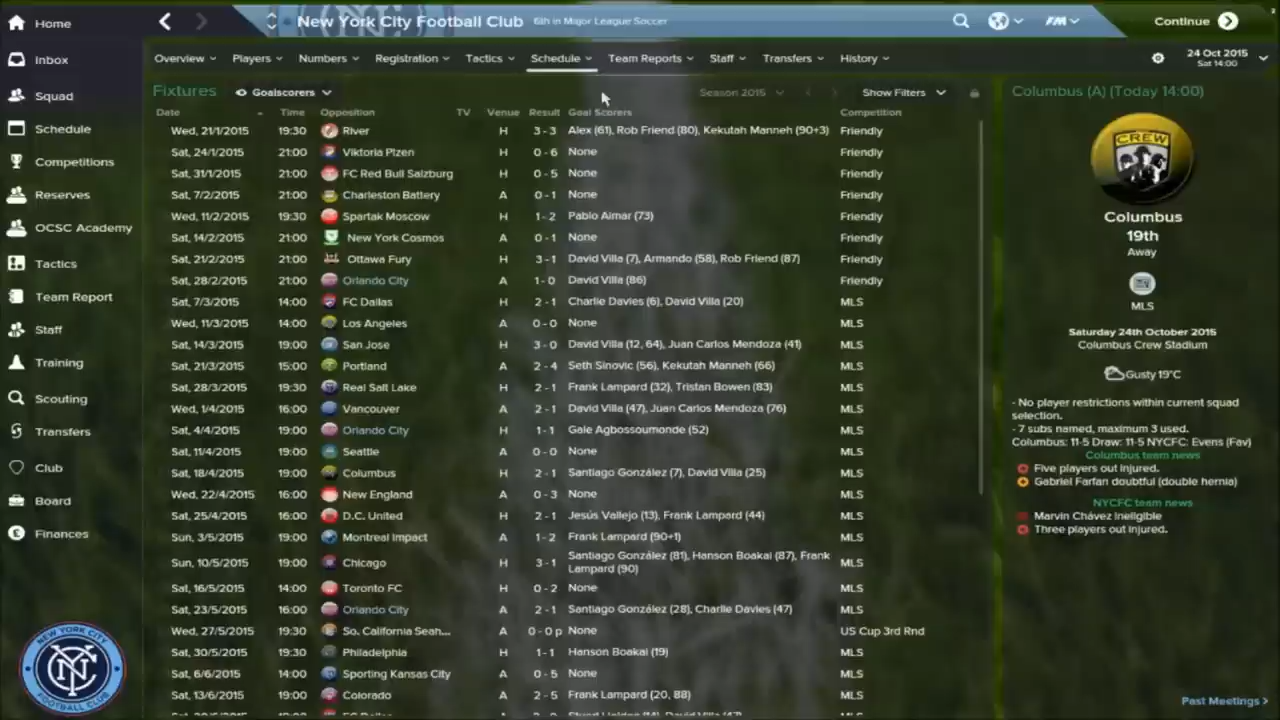 Home
New York City Football Club 6th in Major League Soccer
FM
Continue
Inbox
Squad
Schedule
Competitions
Reserves
OCSC Academy
Tactics
Team Report
Staff
Training
Scouting
Transfers
Club
Board
Finances
Overview Players Numbers Registration Tactics Schedule Team Reports Staff Transfers History
24 Oct 2015
Sat 14:00
Fixtures Goalscorers Season 2015 Show Filters
Date Time Opposition TV Venue Result Goal Scorers Competition
Wed, 21/1/2015 19:30 River H 3 - 3 Alex (61), Rob Friend (80), Kekutah Manneh (90+3) Friendly
Sat, 24/1/2015 21:00 Viktoria Plzen H 0 - 6 None Friendly
Sat, 31/1/2015 21:00 FC Red Bull Salzburg H 0 - 5 None Friendly
Sat, 7/2/2015 21:00 Charleston Battery A 0 - 1 None Friendly
Wed, 11/2/2015 19:30 Spartak Moscow H 1 - 2 Pablo Aimar (73) Friendly
Sat, 14/2/2015 21:00 New York Cosmos A 0 - 1 None Friendly
Sat, 21/2/2015 21:00 Ottawa Fury H 3 - 1 David Villa (7), Armando (58), Rob Friend (87) Friendly
Sat, 28/2/2015 21:00 Orlando City A 1 - 0 David Villa (86) Friendly
Sat, 7/3/2015 14:00 FC Dallas H 2 - 1 Charlie Davies (6), David Villa (20) MLS
Wed, 11/3/2015 14:00 Los Angeles A 0 - 0 None MLS
Sat, 14/3/2015 19:00 San Jose H 3 - 0 David Villa (12, 64), Juan Carlos Mendoza (41) MLS
Sat, 21/3/2015 15:00 Portland A 2 - 4 Seth Sinovic (56), Kekutah Manneh (66) MLS
Sat, 28/3/2015 19:30 Real Salt Lake H 2 - 1 Frank Lampard (32), Tristan Bowen (83) MLS
Wed, 1/4/2015 16:00 Vancouver A 2 - 1 David Villa (47), Juan Carlos Mendoza (76) MLS
Sat, 4/4/2015 19:00 Orlando City H 1 - 1 Gale Agbossoumonde (52) MLS
Sat, 11/4/2015 19:00 Seattle A 0 - 0 None MLS
Sat, 18/4/2015 19:00 Columbus H 2 - 1 Santiago González (7), David Villa (25) MLS
Wed, 22/4/2015 16:00 New England A 0 - 3 None MLS
Sat, 25/4/2015 16:00 D.C. United H 2 - 1 Jesús Vallejo (13), Frank Lampard (44) MLS
Sun, 3/5/2015 19:00 Montreal Impact A 1 - 2 Frank Lampard (90+1) MLS
Sun, 10/5/2015 19:00 Chicago H 3 - 1 Santiago González (81), Hanson Boakai (87), Frank
Lampard (90) MLS
Sat, 16/5/2015 14:00 Toronto FC H 0 - 2 None MLS
Sat, 23/5/2015 16:00 Orlando City A 2 - 1 Santiago González (28), Charlie Davies (47) MLS
Wed, 27/5/2015 19:30 So. California Seah... A 0 - 0 p None US Cup 3rd Rnd
Sat, 30/5/2015 19:30 Philadelphia H 1 - 1 Hanson Boakai (19) MLS
Sat, 6/6/2015 14:00 Sporting Kansas City A 0 - 5 None MLS
Sat, 13/6/2015 19:00 Colorado A 2 - 5 Frank Lampard (20, 88) MLS
Columbus (A) (Today 14:00)
CREW
Columbus
19th
Away
MLS
Saturday 24th October 2015
Columbus Crew Stadium
Gusty 19°C
- No player restrictions within current squad
selection.
- 7 subs named, maximum 3 used.
Columbus: 11-5 Draw: 11-5 NYCFC: Evens (Fav)
Columbus team news
Five players out injured.
Gabriel Farfan doubtful (double hernia)
NYCFC team news
Marvin Chávez ineligible
Three players out injured.
Past Meetings >
NEW YORK CITY
NYC
FOOTBALL CLUB